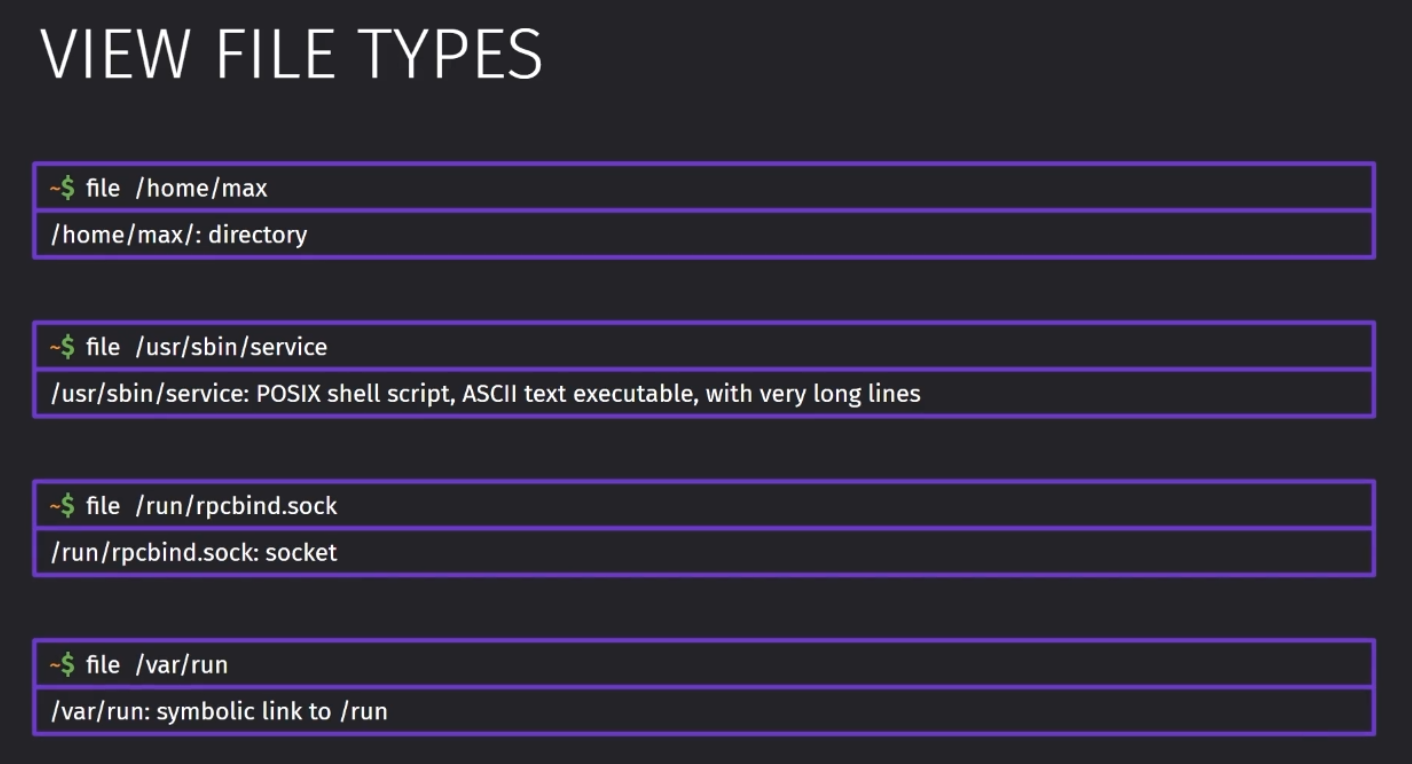 VIEW FILE TYPES
~$ file /home/max
/home/max/: directory
~$ file /usr/sbin/service
/usr/sbin/service: POSIX shell script, ASCII text executable, with very long lines
~$ file /run/rpcbind.sock
/run/rpcbind.sock: socket
~$ file /var/run
/var/run: symbolic link to /run